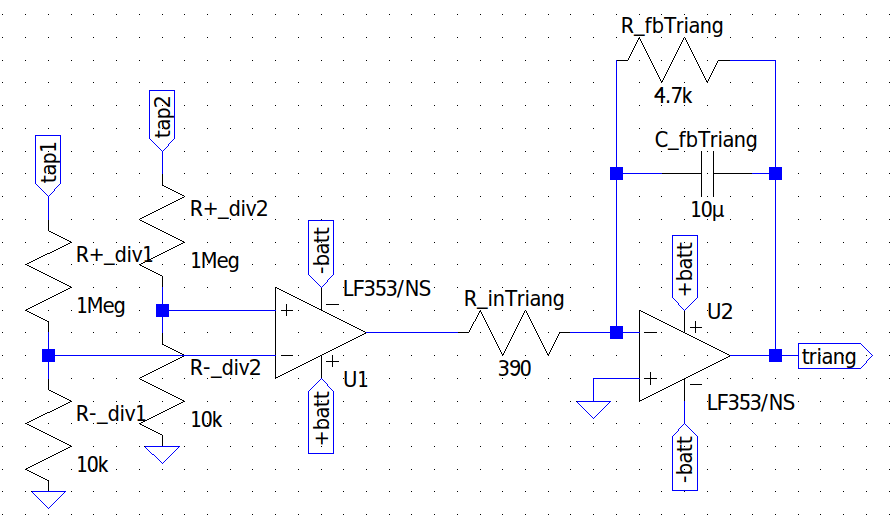 R_fbTriang
4.7k
C_fbTriang
10µ
tap2
tap1
R+_div2
1Meg
R+_div1
1Meg
-batt
LF353/NS
U1
+batt
R_inTriang
390
+batt
U2
triang
LF353/NS
-batt
R-_div2
10k
R-_div1
10k